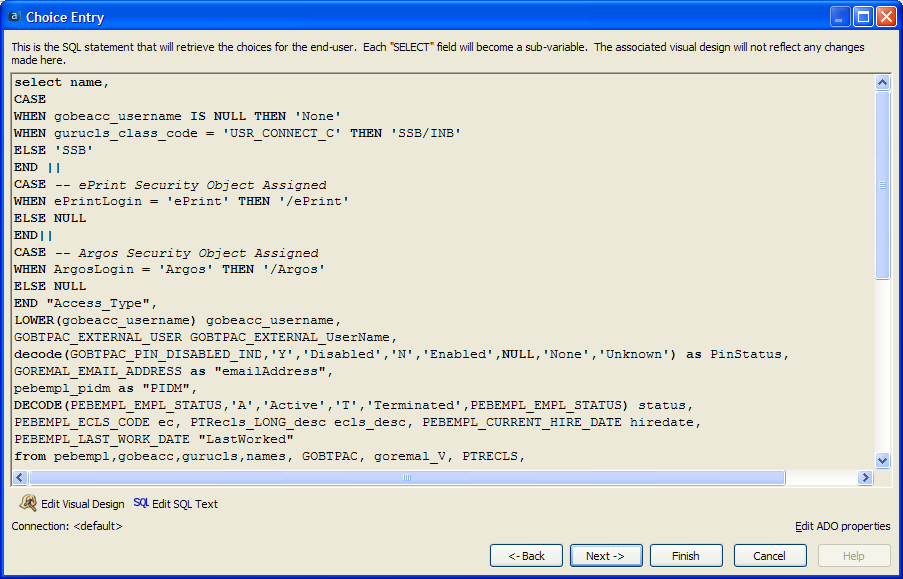 a Choice Entry
This is the SQL statement that will retrieve the choices for the end-user. Each "SELECT" field will become a sub-variable. The associated visual design will not reflect any changes
made here.
select name,
CASE
WHEN gobeacc_username IS NULL THEN 'None'
WHEN gurucls_class_code = 'USR_CONNECT_C' THEN 'SSB/INB'
ELSE 'SSB'
END ||
CASE -- ePrint Security Object Assigned
WHEN ePrintLogin = 'ePrint' THEN '/ePrint'
ELSE NULL
END||
CASE -- Argos Security Object Assigned
WHEN ArgosLogin = 'Argos' THEN '/Argos'
ELSE NULL
END "Access_Type",
LOWER(gobeacc_username) gobeacc_username,
GOBTPAC_EXTERNAL_USER GOBTPAC_EXTERNAL_UserName,
decode(GOBTPAC_PIN_DISABLED_IND,'Y','Disabled','N','Enabled',NULL,'None','Unknown') as PinStatus,
GOREMAL_EMAIL_ADDRESS as "emailAddress",
pebempl_pidm as "PIDM",
DECODE(PEBEMPL_EMPL_STATUS,'A','Active','T','Terminated',PEBEMPL_EMPL_STATUS) status,
PEBEMPL_ECLS_CODE ec, PTRecls_LONG_desc ecls_desc, PEBEMPL_CURRENT_HIRE_DATE hiredate,
PEBEMPL_LAST_WORK_DATE "LastWorked"
from pebempl,gobeacc,gurucls,names, GOBTPAC, goremal_V, PTRECLS,
Edit Visual Design SQL Edit SQL Text
Connection: <default> Edit ADO properties
<- Back Next -> Finish Cancel Help